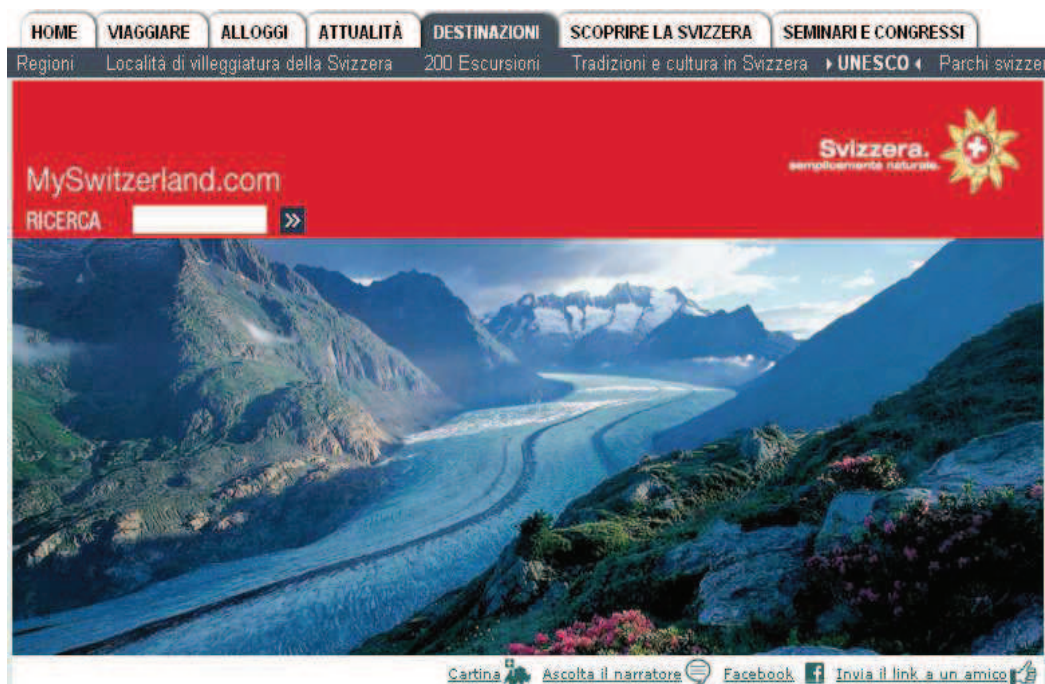 HOME VIAGGIARE ALLOGGI ATTUALITÀ DESTINAZIONI SCOPRIRE LA SVIZZERA SEMINARI E CONGRESSI
Regioni Località di villeggiatura della Svizzera 200 Escursioni Tradizioni e cultura in Svizzera UNESCO Parchi svizzer
Svizzera.
semplicemente naturale.
MySwitzerland.com
RICERCA »
Cartina Ascolta il narratore Facebook f Invia il link a un amico